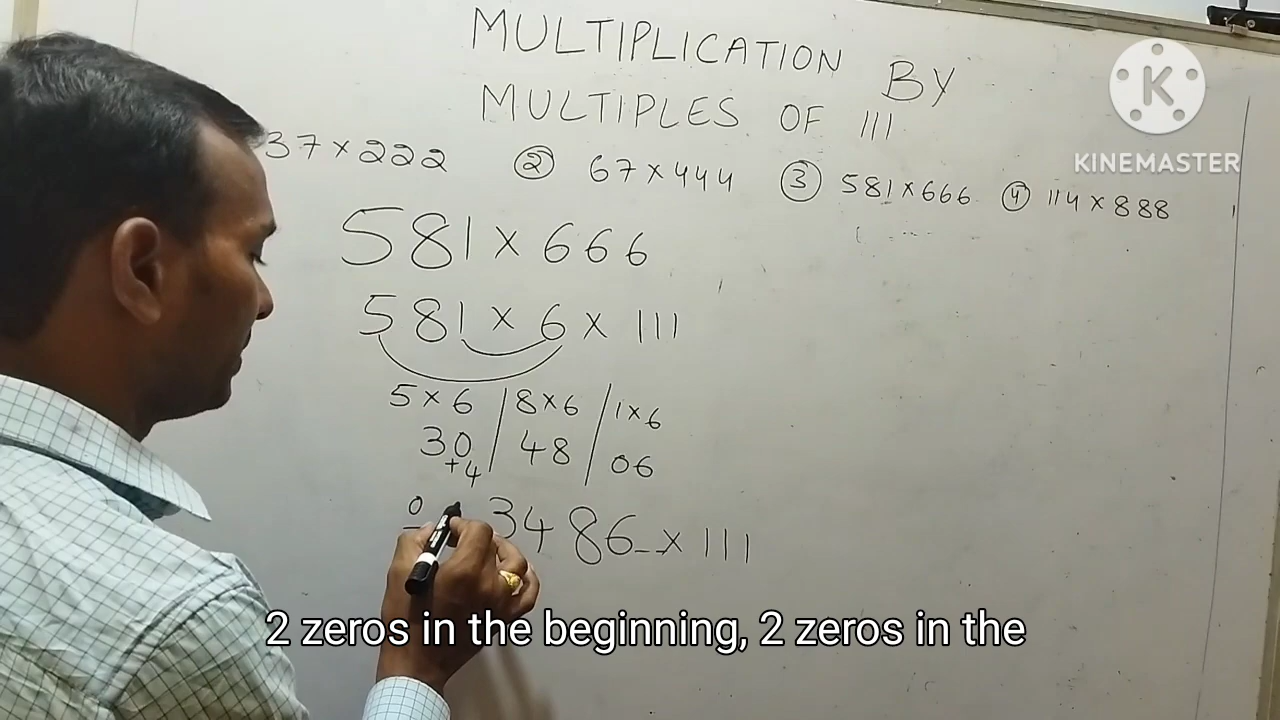 MULTIPLICATION BY
MULTIPLES OF 111
KINEMASTER
37×222 ② 67×444 ③ 581×666 ④ 114×888
581×666
581×6×111
5×6 / 8×6 / 1×6
30 / 48 / 06
+4
0 3486 ×111
2 zeros in the beginning, 2 zeros in the